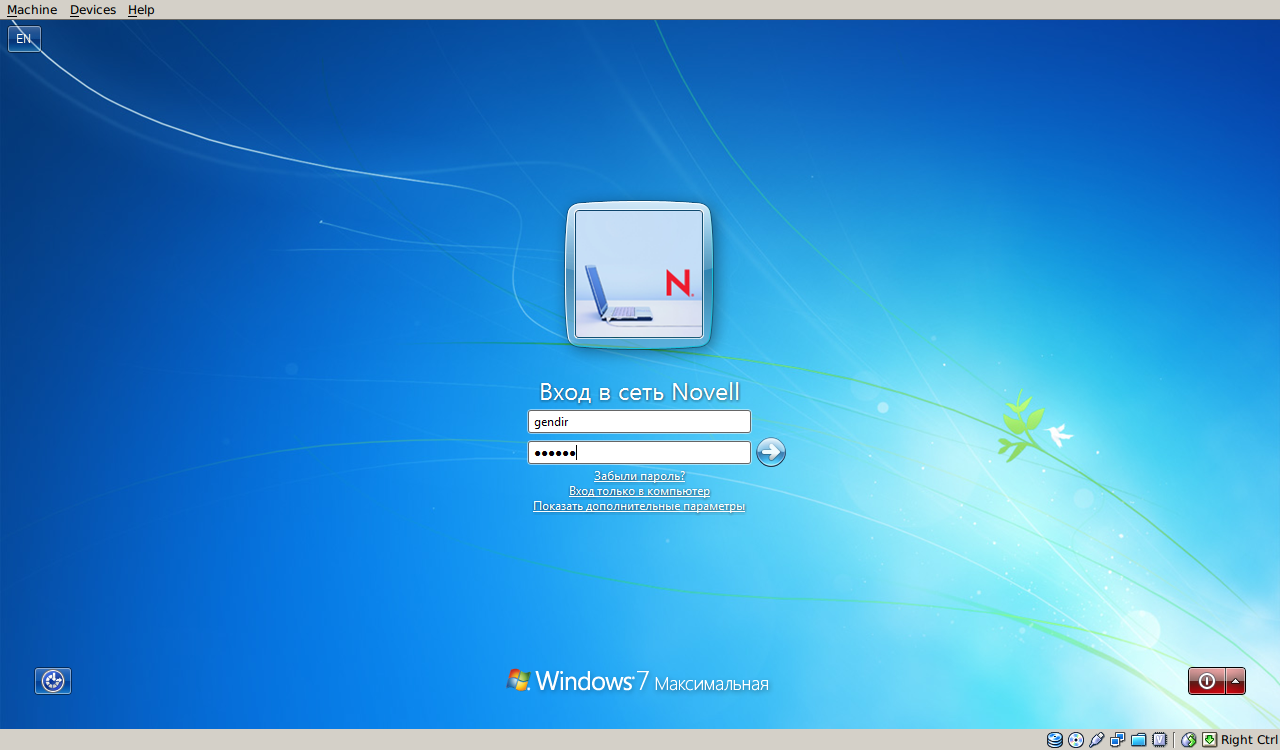 Machine Devices Help
EN
N
Вход в сеть Novell
gendir
Забыли пароль?
Вход только в компьютер
Показать дополнительные параметры
Windows 7 Максимальная
Right Ctrl